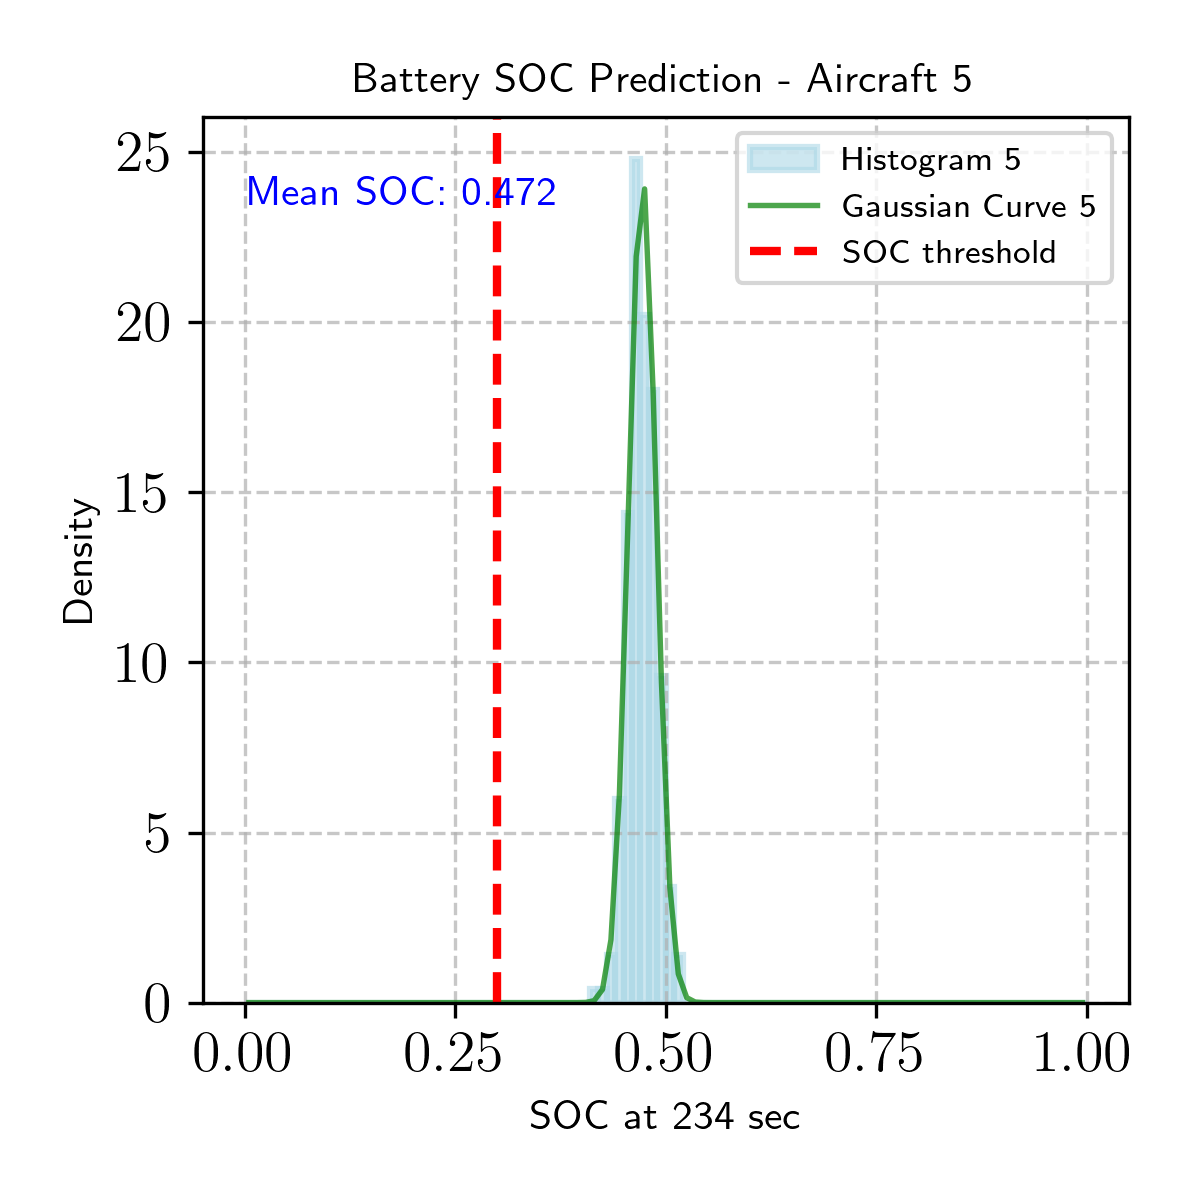 Battery SOC Prediction - Aircraft 5
25
20
15
10
5
0
Density
Mean SOC: 0.472
Histogram 5
Gaussian Curve 5
SOC threshold
0.00 0.25 0.50 0.75 1.00
SOC at 234 sec